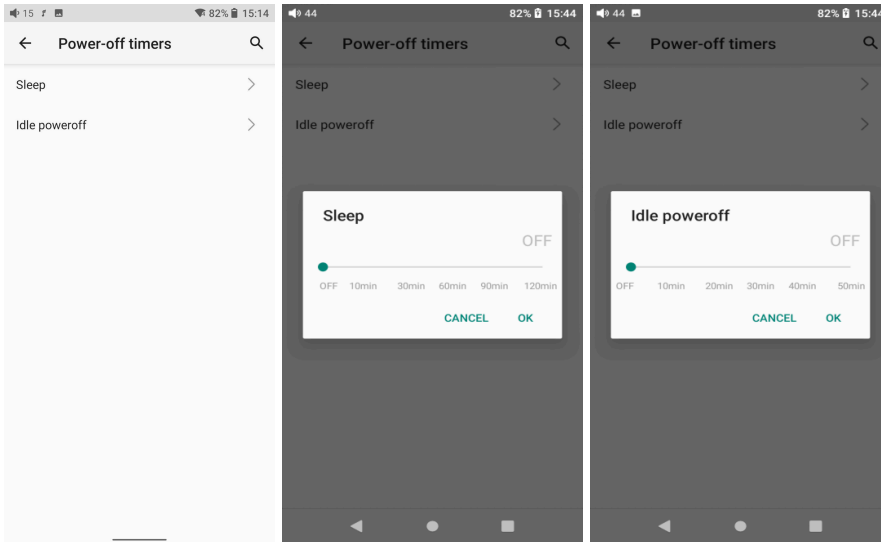 15 82% 15:14
Power-off timers
Sleep
Idle poweroff
44 82% 15:44
Power-off timers
Sleep
Idle poweroff
Sleep
OFF
OFF 10min 30min 60min 90min 120min
CANCEL OK
44 82% 15:44
Power-off timers
Sleep
Idle poweroff
Idle poweroff
OFF
OFF 10min 20min 30min 40min 50min
CANCEL OK